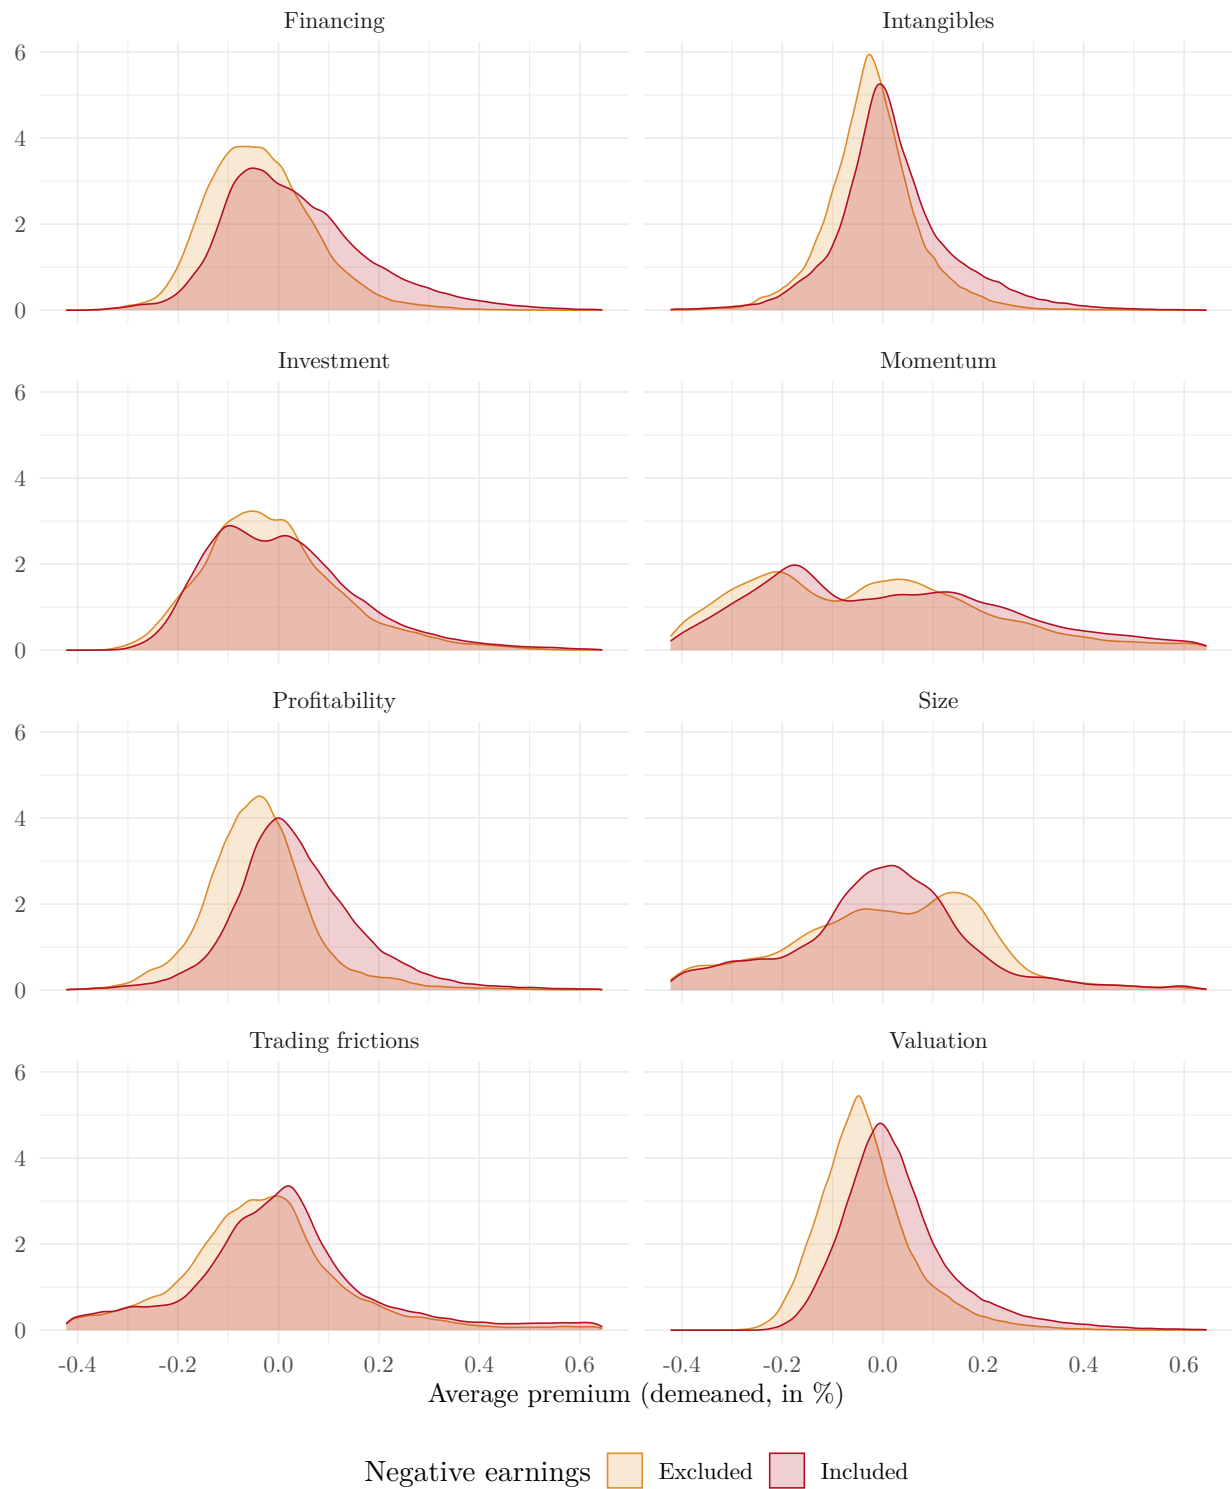 Financing
Intangibles
6
4
2
0
Investment
Momentum
6
4
2
0
Profitability
Size
6
4
2
0
Trading frictions
Valuation
6
4
2
0
-0.4 -0.2 0.0 0.2 0.4 0.6 -0.4 -0.2 0.0 0.2 0.4 0.6
Average premium (demeaned, in %)
Negative earnings Excluded Included